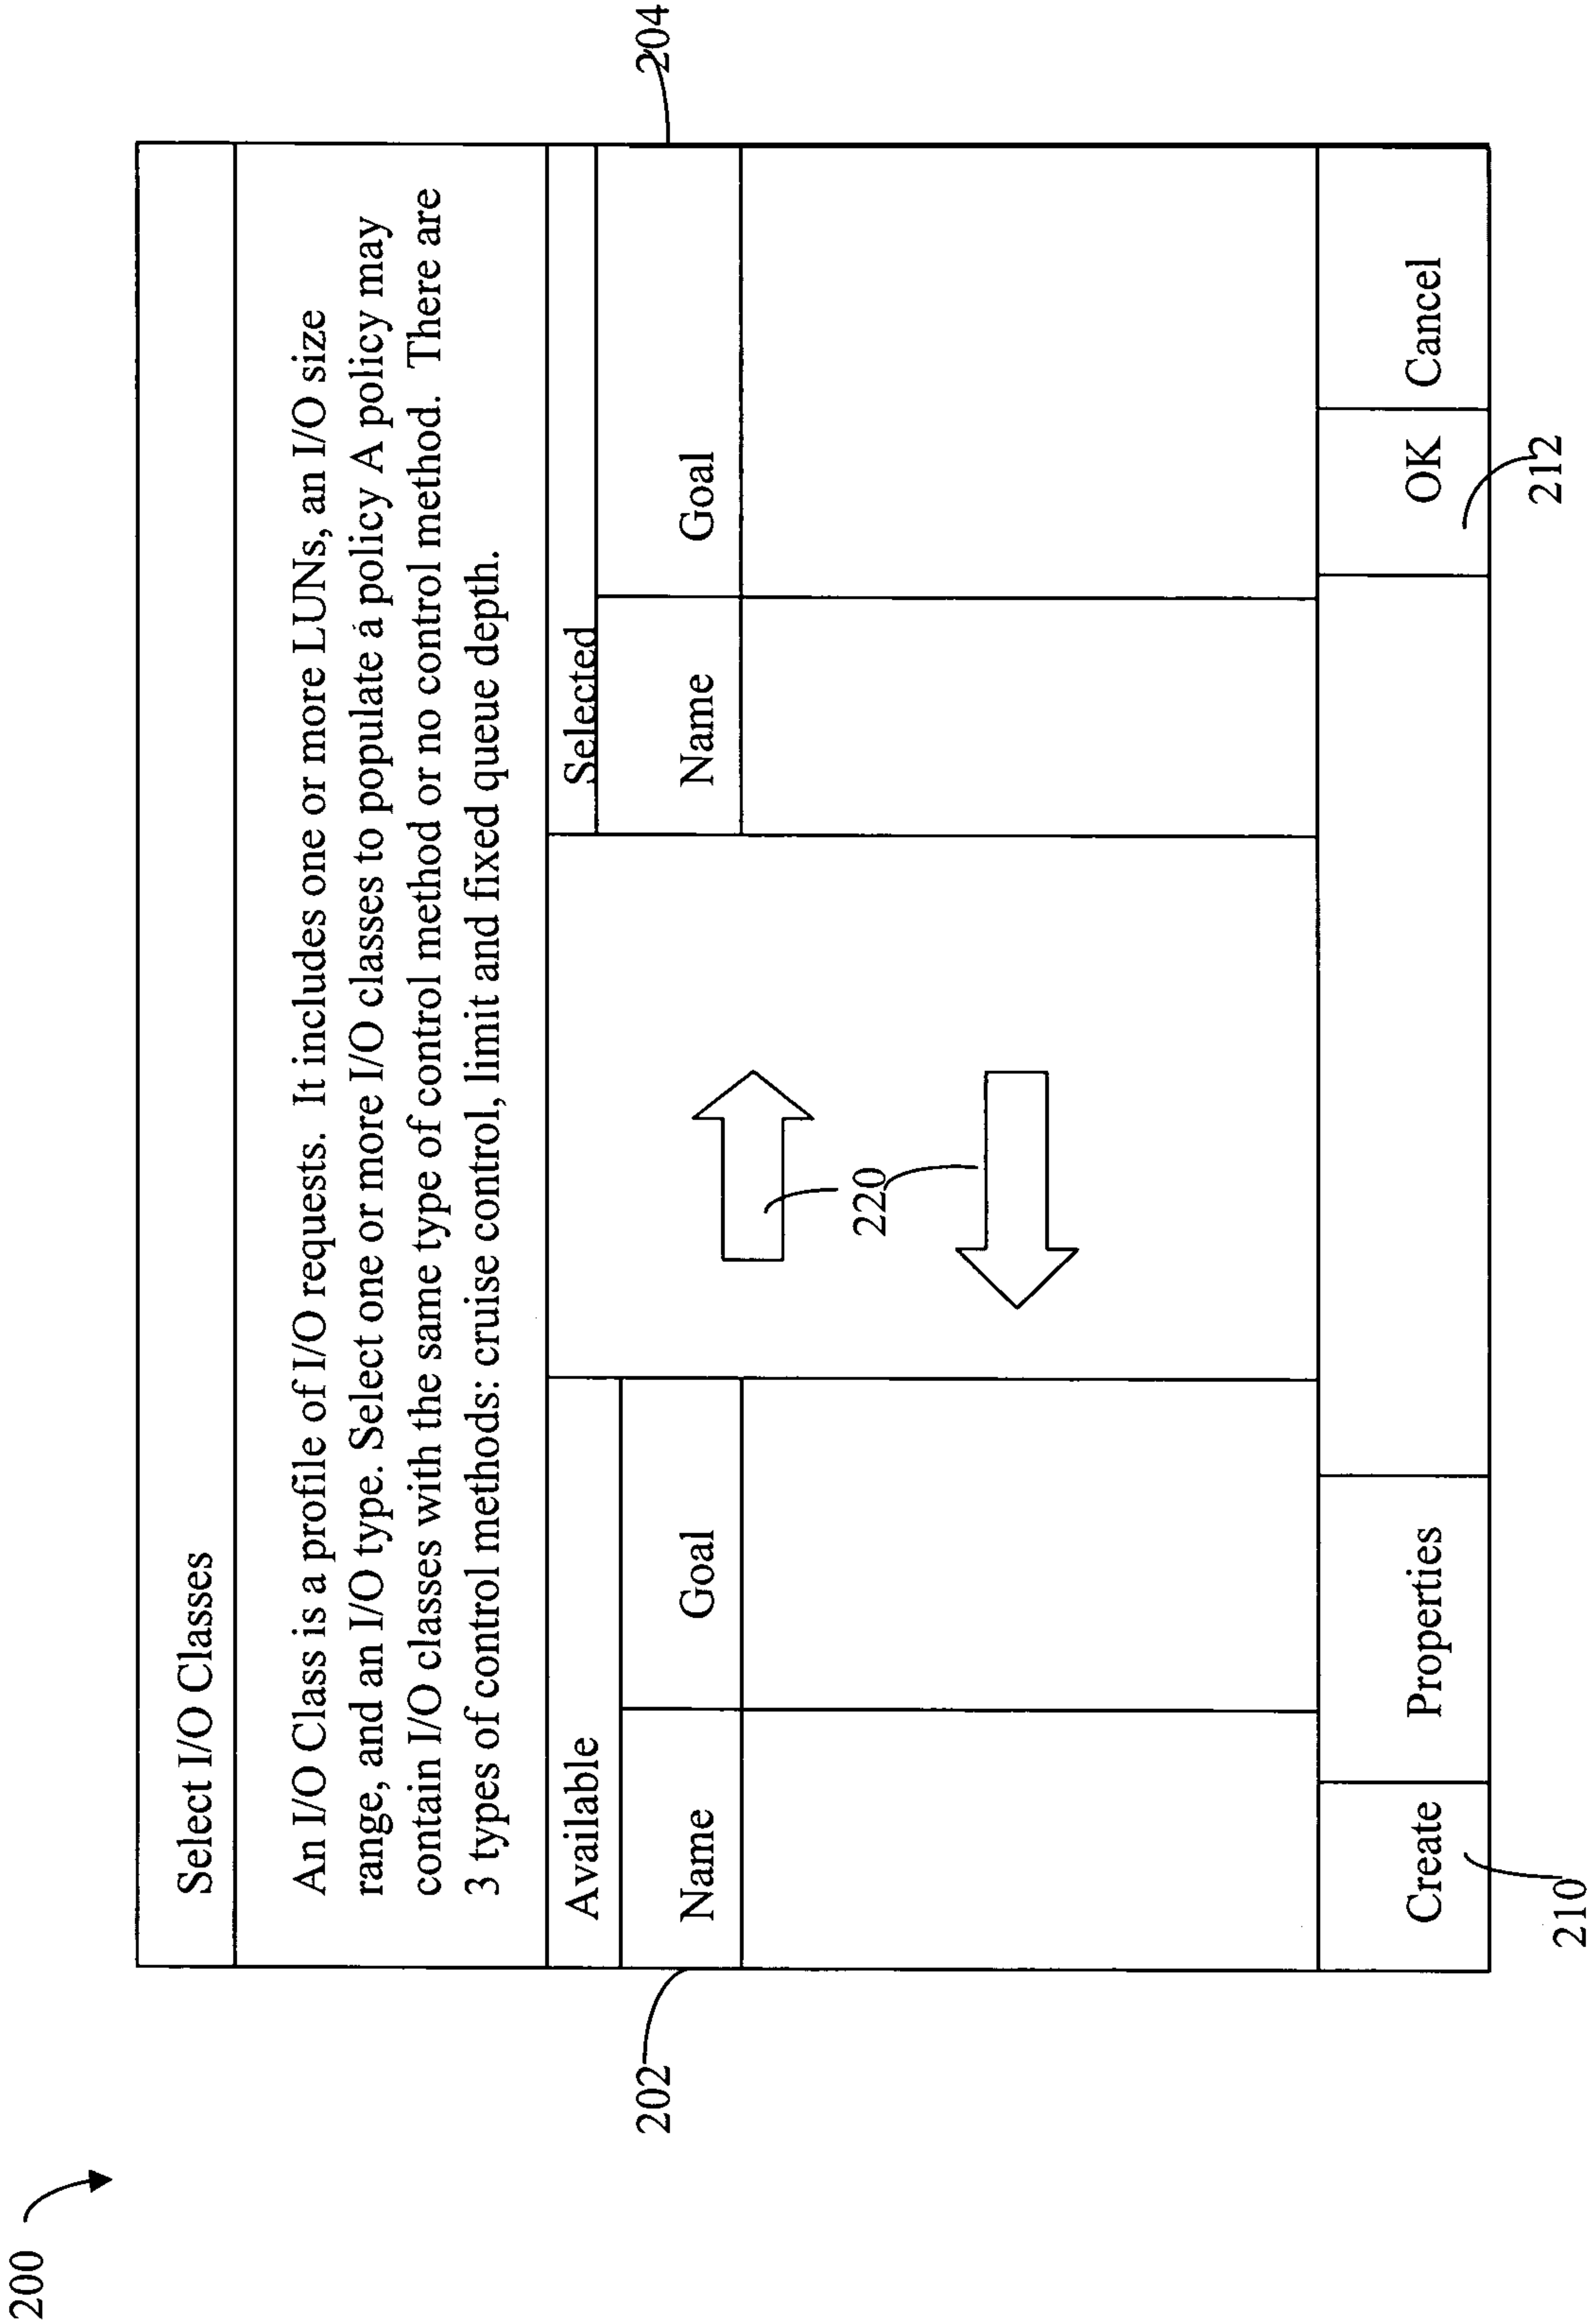 200
Select I/O Classes
An I/O Class is a profile of I/O requests.  It includes one or more LUNs, an I/O size
range, and an I/O type. Select one or more I/O classes to populate a policy A policy may
contain I/O classes with the same type of control method or no control method.  There are
3 types of control methods: cruise control, limit and fixed queue depth.
Available
Selected
202
Name
Goal
Name
Goal
204
220
Create
Properties
OK
Cancel
210
212